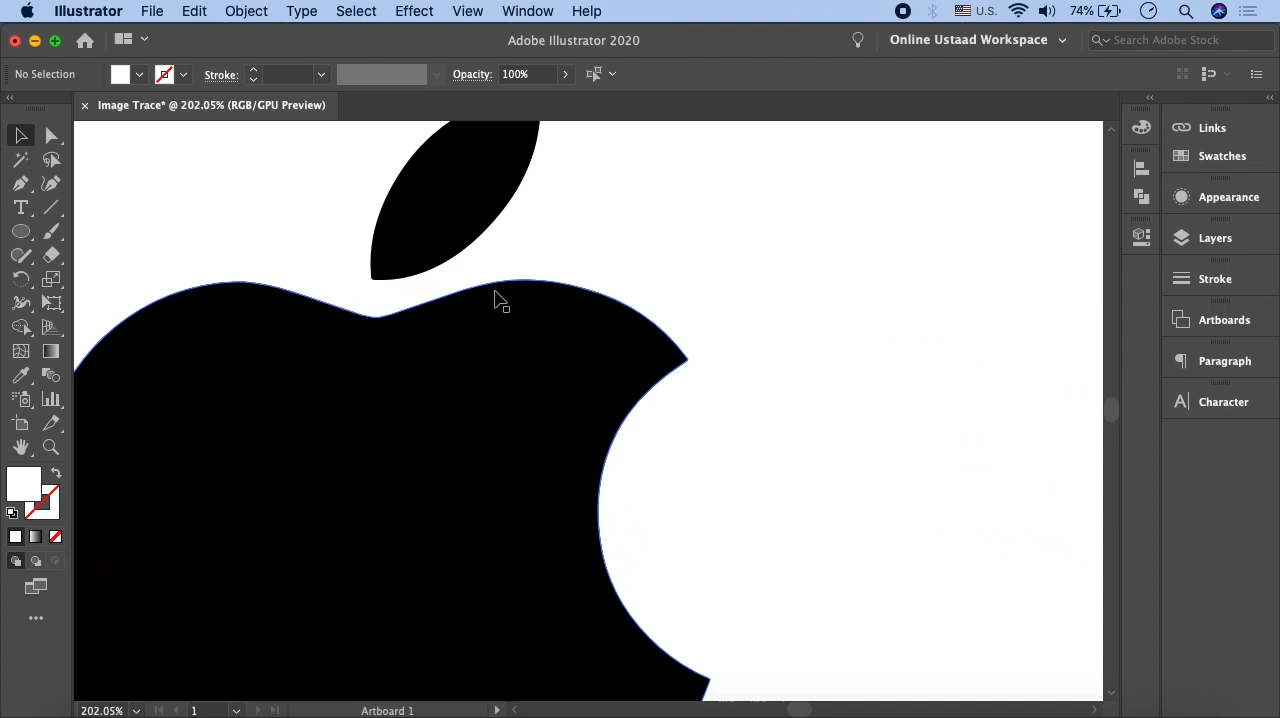 Illustrator File Edit Object Type Select Effect View Window Help U.S. 74%
Adobe Illustrator 2020 Online Ustaad Workspace Search Adobe Stock
No Selection Stroke: Opacity: 100%
× Image Trace* @ 202.05% (RGB/GPU Preview)
Links
Swatches
Appearance
Layers
Stroke
Artboards
Paragraph
Character
202.05% 1 Artboard 1